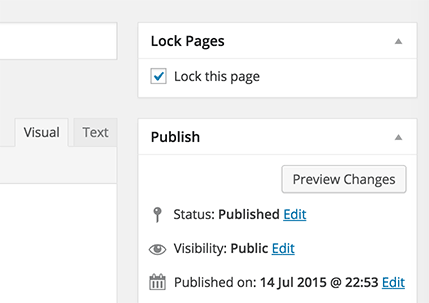 Lock Pages
Lock this page
Visual Text
Publish
Preview Changes
Status: Published Edit
Visibility: Public Edit
Published on: 14 Jul 2015 @ 22:53 Edit